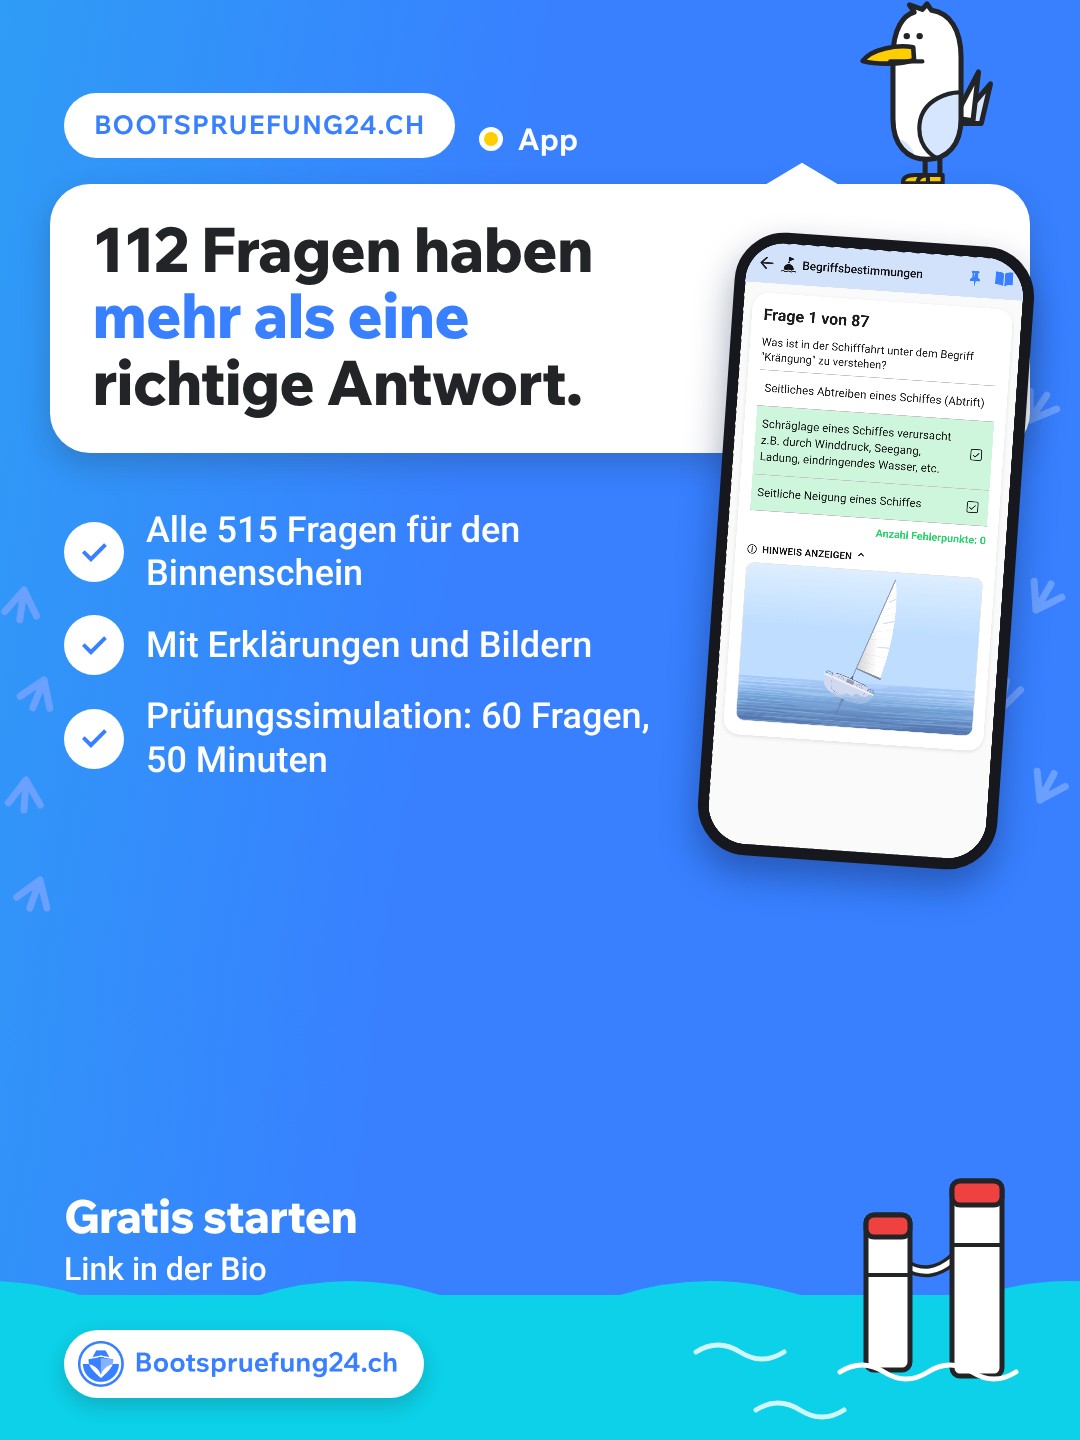 BOOTSPRUEFUNG24.CH
App
112 Fragen haben
mehr als eine
richtige Antwort.
Begriffsbestimmungen
Frage 1 von 87
Was ist in der Schifffahrt unter dem Begriff
"Krängung" zu verstehen?
Seitliches Abtreiben eines Schiffes (Abtrift)
Schräglage eines Schiffes verursacht
z.B. durch Winddruck, Seegang,
Ladung, eindringendes Wasser, etc.
Seitliche Neigung eines Schiffes
Anzahl Fehlerpunkte: 0
HINWEIS ANZEIGEN
Alle 515 Fragen für den
Binnenschein
Mit Erklärungen und Bildern
Prüfungssimulation: 60 Fragen,
50 Minuten
Gratis starten
Link in der Bio
Bootspruefung24.ch